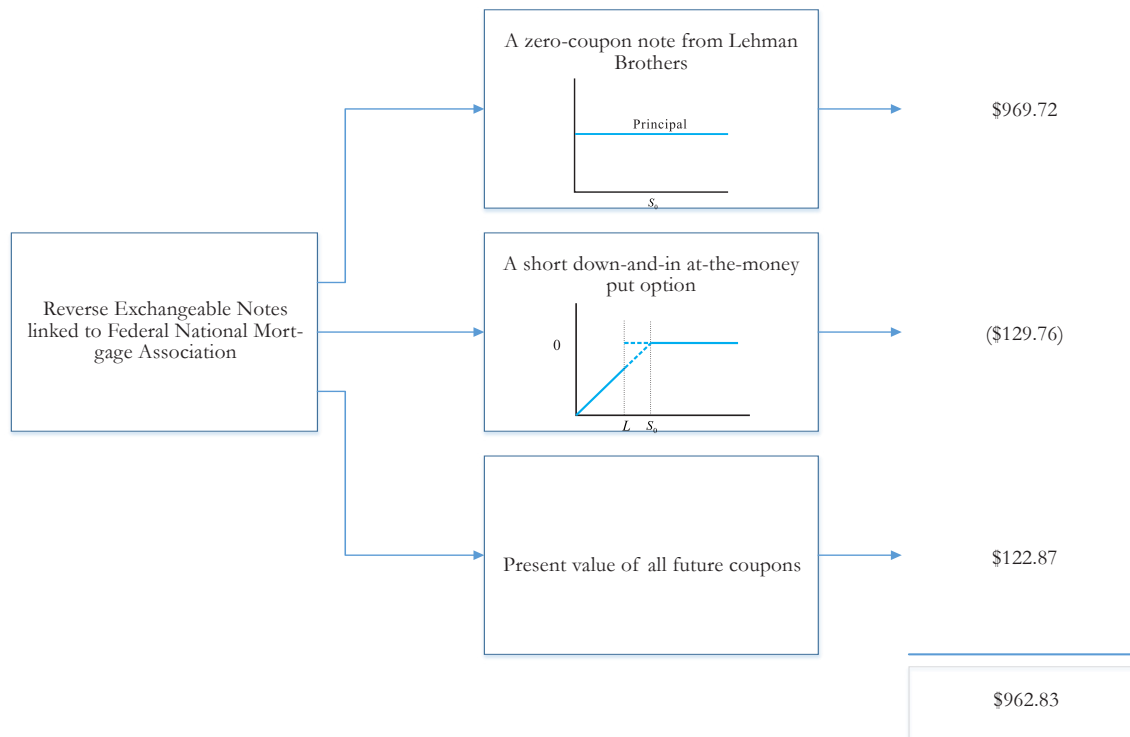 A zero-coupon note from Lehman
Brothers
Principal
S₀
$969.72
Reverse Exchangeable Notes
linked to Federal National Mort-
gage Association
A short down-and-in at-the-money
put option
0
L S₀
($129.76)
Present value of all future coupons
$122.87
$962.83